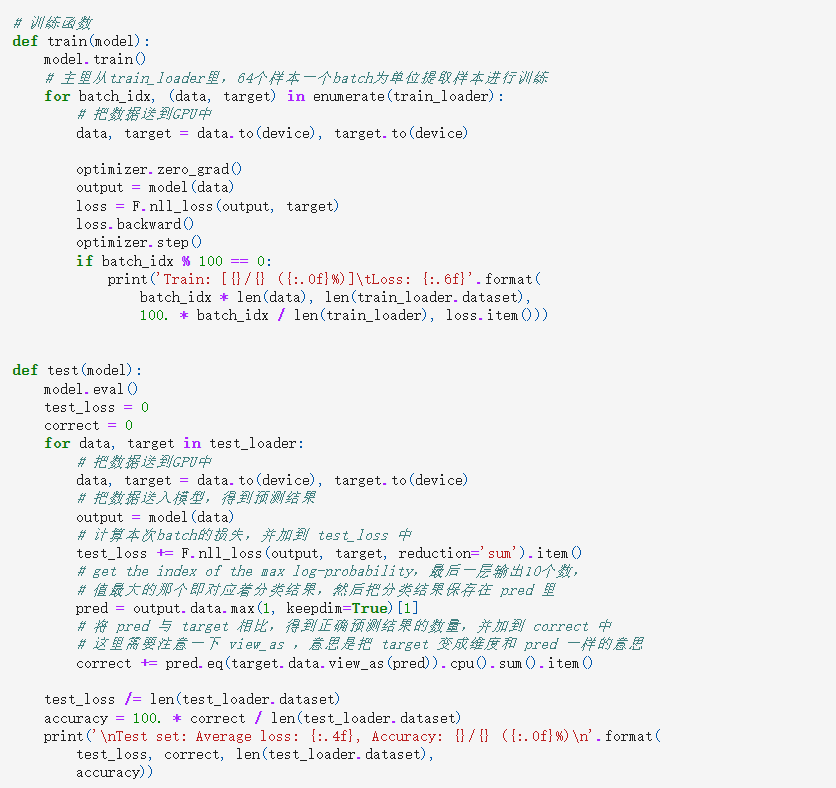 # 训练函数
def train(model):
    model.train()
    # 主里从train_loader里，64个样本一个batch为单位提取样本进行训练
    for batch_idx, (data, target) in enumerate(train_loader):
        # 把数据送到GPU中
        data, target = data.to(device), target.to(device)

        optimizer.zero_grad()
        output = model(data)
        loss = F.nll_loss(output, target)
        loss.backward()
        optimizer.step()
        if batch_idx % 100 == 0:
            print('Train: [{}/{} ({:.0f}%)]\tLoss: {:.6f}'.format(
                batch_idx * len(data), len(train_loader.dataset),
                100. * batch_idx / len(train_loader), loss.item()))


def test(model):
    model.eval()
    test_loss = 0
    correct = 0
    for data, target in test_loader:
        # 把数据送到GPU中
        data, target = data.to(device), target.to(device)
        # 把数据送入模型，得到预测结果
        output = model(data)
        # 计算本次batch的损失，并加到 test_loss 中
        test_loss += F.nll_loss(output, target, reduction='sum').item()
        # get the index of the max log-probability，最后一层输出10个数，
        # 值最大的那个即对应着分类结果，然后把分类结果保存在 pred 里
        pred = output.data.max(1, keepdim=True)[1]
        # 将 pred 与 target 相比，得到正确预测结果的数量，并加到 correct 中
        # 这里需要注意一下 view_as ，意思是把 target 变成维度和 pred 一样的意思
        correct += pred.eq(target.data.view_as(pred)).cpu().sum().item()

    test_loss /= len(test_loader.dataset)
    accuracy = 100. * correct / len(test_loader.dataset)
    print('\nTest set: Average loss: {:.4f}, Accuracy: {}/{} ({:.0f}%)\n'.format(
        test_loss, correct, len(test_loader.dataset),
        accuracy))